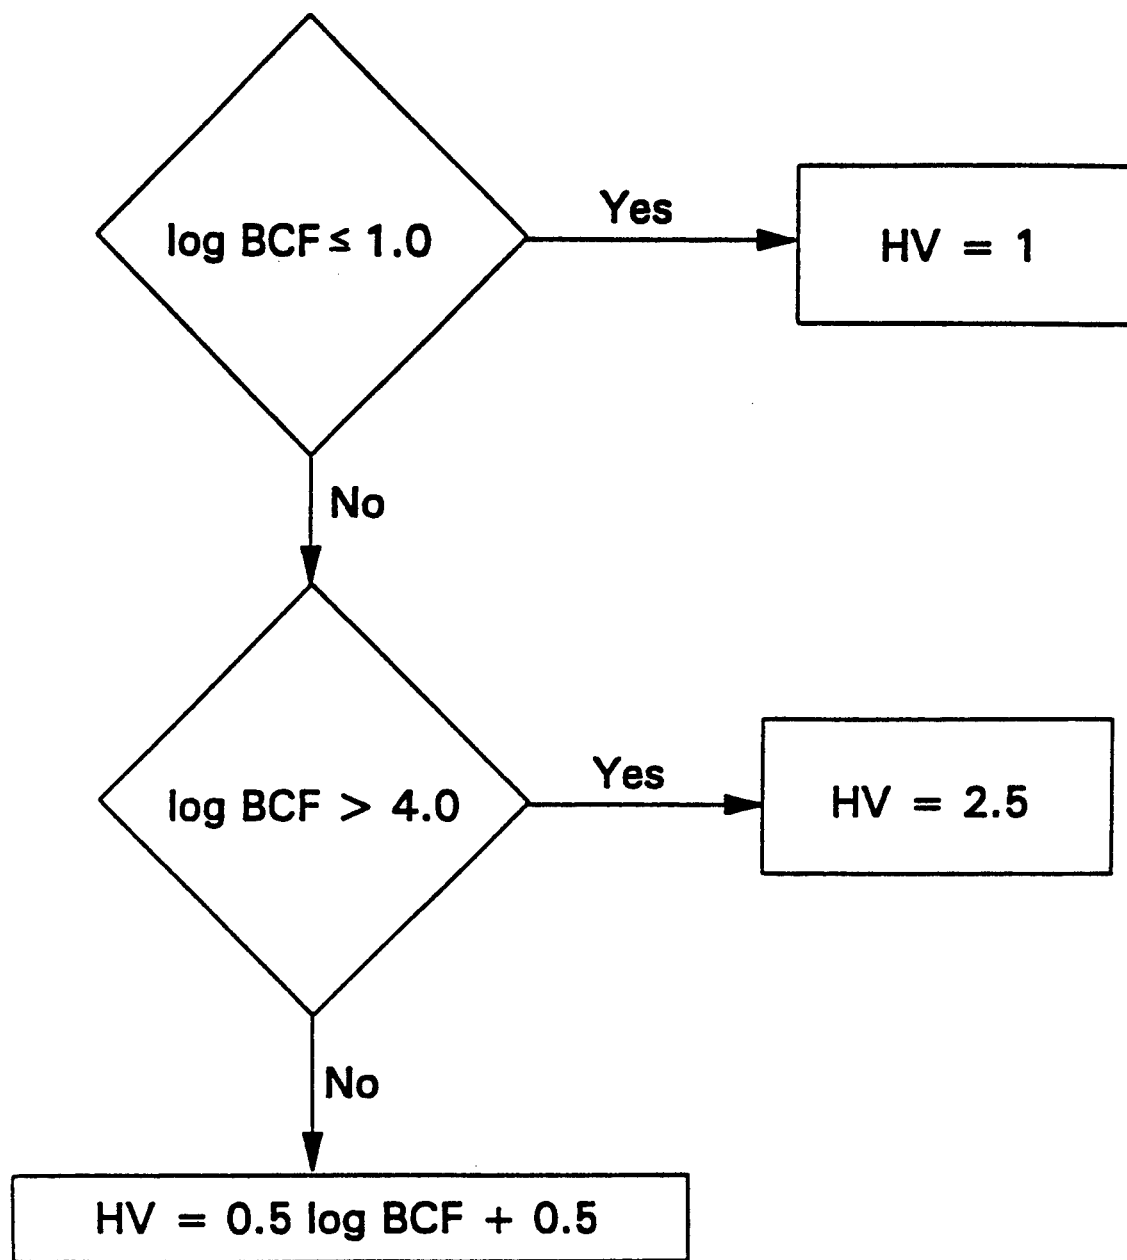 log BCF ≤ 1.0
Yes
HV = 1
No
log BCF > 4.0
Yes
HV = 2.5
No
HV = 0.5 log BCF + 0.5